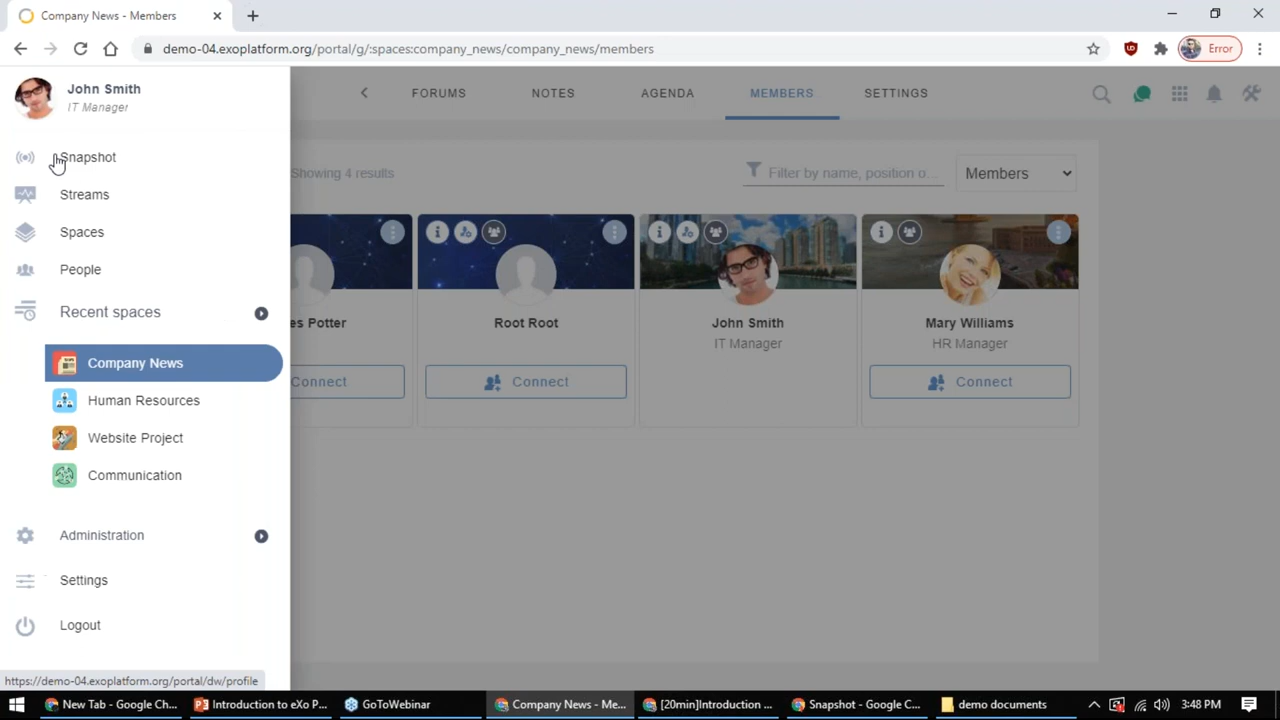 Company News - Members
demo-04.exoplatform.org/portal/g/:spaces:company_news/company_news/members
Error
John Smith
IT Manager
FORUMS
NOTES
AGENDA
MEMBERS
SETTINGS
Snapshot
Streams
Spaces
People
Recent spaces
Company News
Human Resources
Website Project
Communication
Administration
Settings
Logout
Showing 4 results
Filter by name, position o...
Members
es Potter
Connect
Root Root
Connect
John Smith
IT Manager
Mary Williams
HR Manager
Connect
https://demo-04.exoplatform.org/portal/dw/profile
New Tab - Google Ch...
Introduction to eXo P...
GoToWebinar
Company News - Me...
[20min]Introduction ...
Snapshot - Google C...
demo documents
3:48 PM